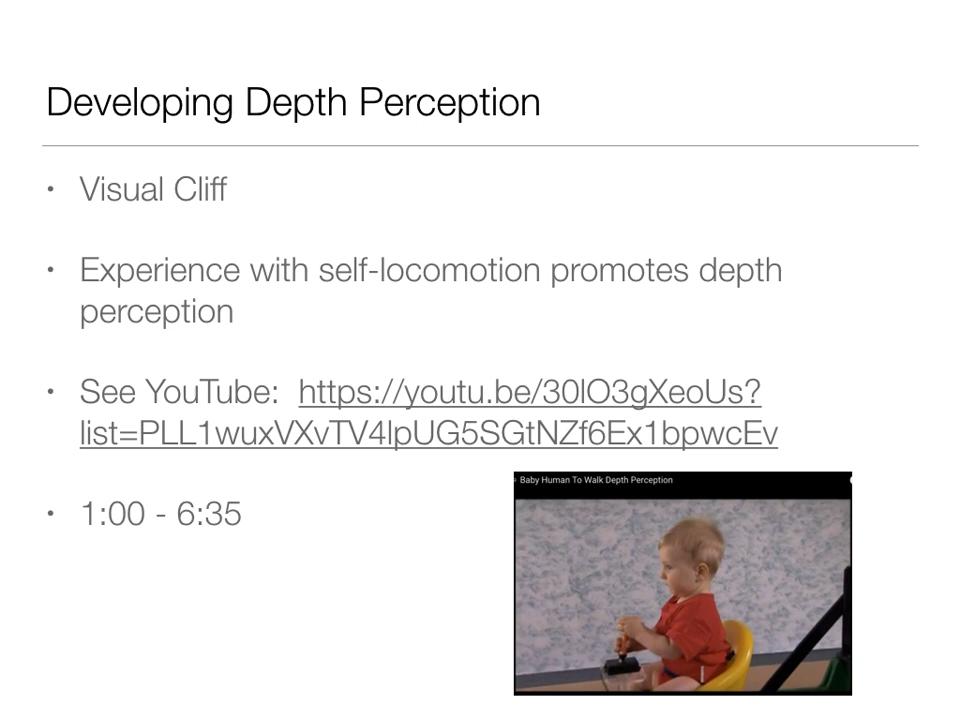 Developing Depth Perception
• Visual Cliff
• Experience with self-locomotion promotes depth
perception
• See YouTube: https://youtu.be/30lO3gXeoUs?
list=PLL1wuxVXvTV4lpUG5SGtNZf6Ex1bpwcEv
• 1:00 - 6:35
Baby Human To Walk Depth Perception